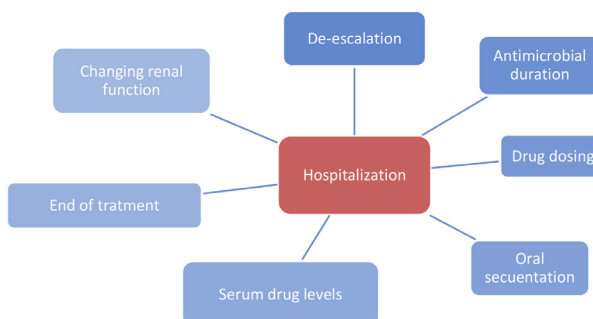 De-escalation
Changing renal
function
Antimicrobial
duration
Hospitalization
Drug dosing
End of tratment
Oral
secuentation
Serum drug levels